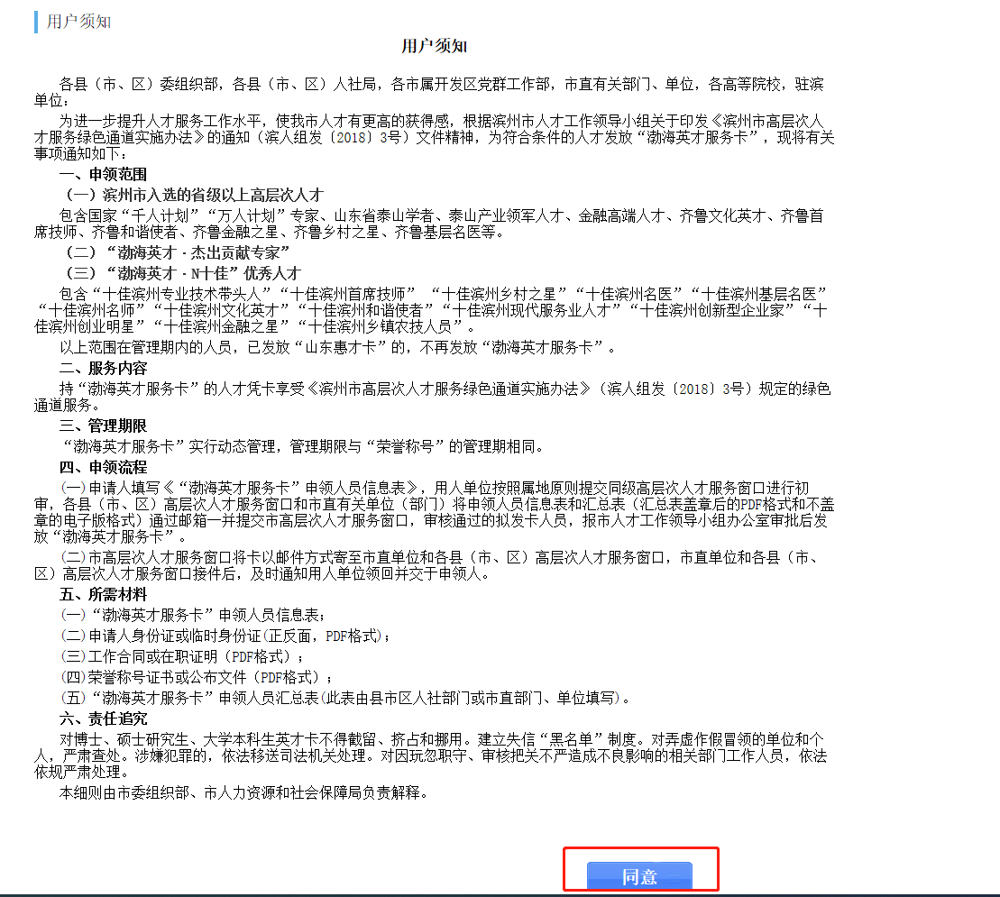 用户须知
用户须知
各县（市、区）委组织部，各县（市、区）人社局，各市属开发区党群工作部，市直有关部门、单位，各高等院校，驻滨
单位：
为进一步提升人才服务工作水平，使我市人才有更高的获得感，根据滨州市人才工作领导小组关于印发《滨州市高层次人
才服务绿色通道实施办法》的通知（滨人组发〔2018〕3号）文件精神，为符合条件的人才发放“渤海英才服务卡”，现将有关
事项通知如下：
一、申领范围
（一）滨州市入选的省级以上高层次人才
包含国家“千人计划”“万人计划”专家、山东省泰山学者、泰山产业领军人才、金融高端人才、齐鲁文化英才、齐鲁首
席技师、齐鲁和谐使者、齐鲁金融之星、齐鲁乡村之星、齐鲁基层名医等。
（二）“渤海英才·杰出贡献专家”
（三）“渤海英才·N十佳”优秀人才
包含“十佳滨州专业技术带头人”“十佳滨州首席技师” “十佳滨州乡村之星”“十佳滨州名医”“十佳滨州基层名医”
“十佳滨州名师”“十佳滨州文化英才”“十佳滨州和谐使者”“十佳滨州现代服务业人才”“十佳滨州创新型企业家”“十
佳滨州创业明星”“十佳滨州金融之星”“十佳滨州乡镇农技人员”。
以上范围在管理期内的人员，已发放“山东惠才卡”的，不再发放“渤海英才服务卡”。
二、服务内容
持“渤海英才服务卡”的人才凭卡享受《滨州市高层次人才服务绿色通道实施办法》（滨人组发〔2018〕3号）规定的绿色
通道服务。
三、管理期限
“渤海英才服务卡”实行动态管理，管理期限与“荣誉称号”的管理期相同。
四、申领流程
(一)申请人填写《“渤海英才服务卡”申领人员信息表》，用人单位按照属地原则提交同级高层次人才服务窗口进行初
审，各县（市、区）高层次人才服务窗口和市直有关单位（部门）将申领人员信息表和汇总表（汇总表盖章后的PDF格式和不盖
章的电子版格式）通过邮箱一并提交市高层次人才服务窗口，审核通过的拟发卡人员，报市人才工作领导小组办公室审批后发
放“渤海英才服务卡”。
(二)市高层次人才服务窗口将卡以邮件方式寄至市直单位和各县（市、区）高层次人才服务窗口，市直单位和各县（市、
区）高层次人才服务窗口接件后，及时通知用人单位领回并交于申领人。
五、所需材料
(一)“渤海英才服务卡”申领人员信息表；
(二)申请人身份证或临时身份证(正反面，PDF格式)；
(三)工作合同或在职证明（PDF格式）；
(四)荣誉称号证书或公布文件（PDF格式）；
(五)“渤海英才服务卡”申领人员汇总表(此表由县市区人社部门或市直部门、单位填写)。
六、责任追究
对博士、硕士研究生、大学本科生英才卡不得截留、挤占和挪用。建立失信“黑名单”制度。对弄虚作假冒领的单位和个
人，严肃查处。涉嫌犯罪的，依法移送司法机关处理。对因玩忽职守、审核把关不严造成不良影响的相关部门工作人员，依法
依规严肃处理。
本细则由市委组织部、市人力资源和社会保障局负责解释。
同意